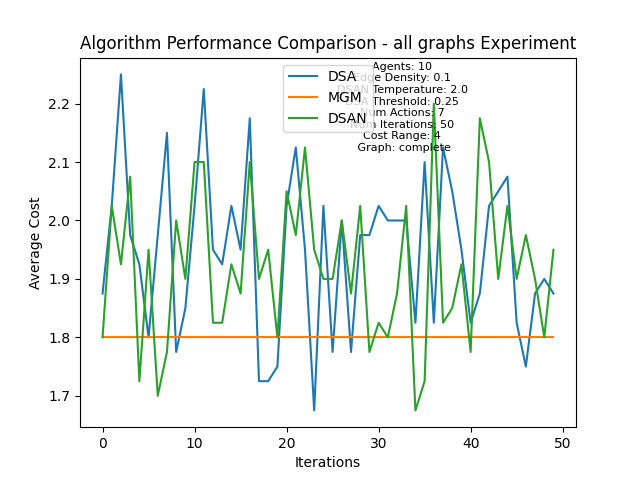 Algorithm Performance Comparison - all graphs Experiment
Agents: 10
Edge Density: 0.1
DSAN Temperature: 2.0
DSA Threshold: 0.25
Num Actions: 7
Num Iterations: 50
Cost Range: 4
Graph: complete
DSA
MGM
DSAN
Average Cost
2.2
2.1
2.0
1.9
1.8
1.7
0
10
20
30
40
50
Iterations